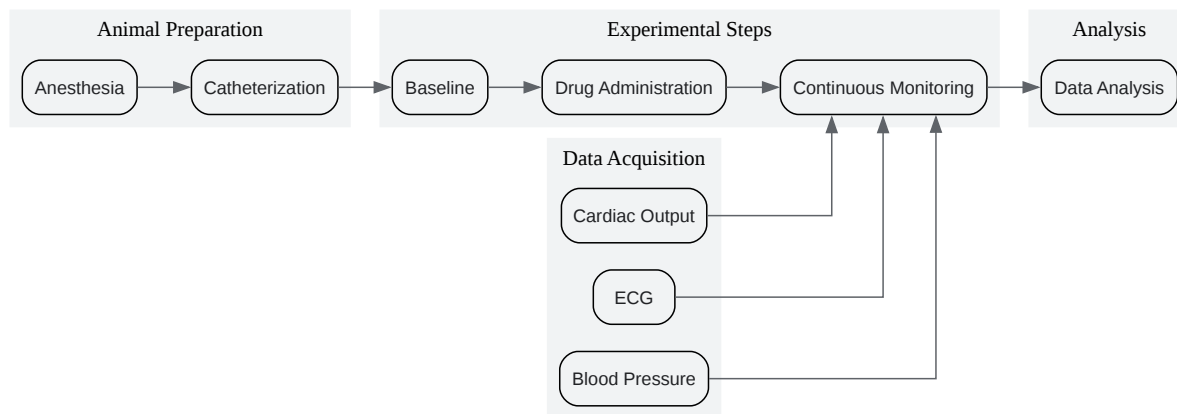 Animal Preparation
Anesthesia
Catheterization
Experimental Steps
Baseline
Drug Administration
Continuous Monitoring
Analysis
Data Analysis
Data Acquisition
Cardiac Output
ECG
Blood Pressure